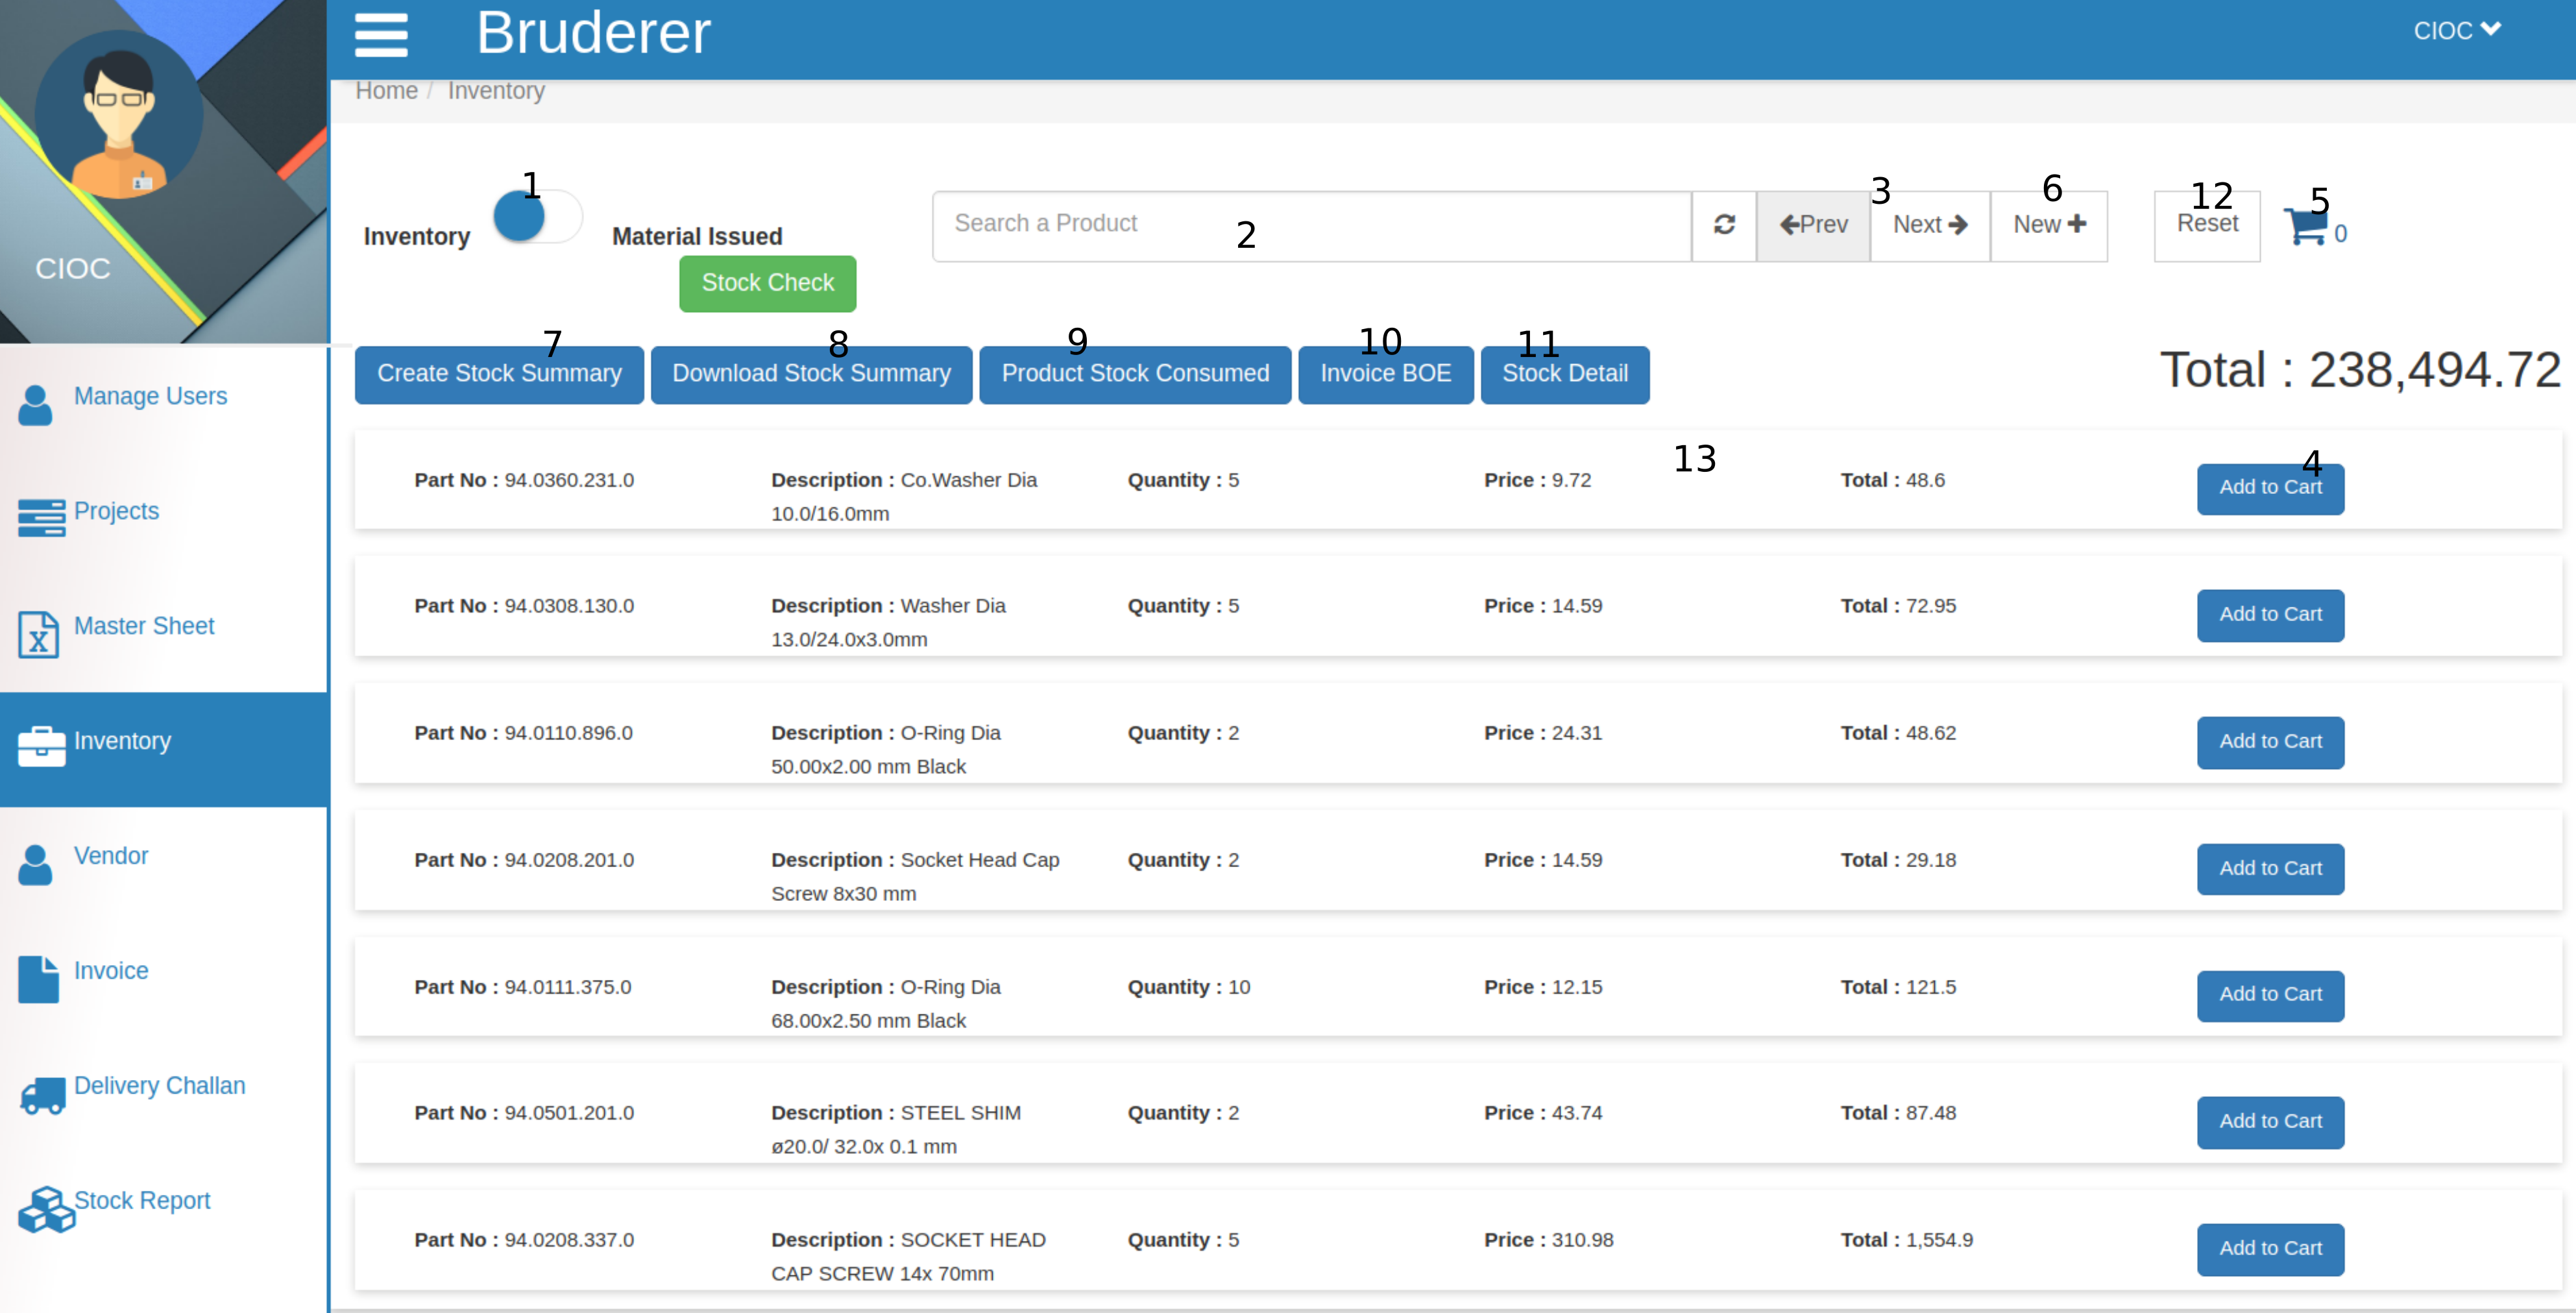 Bruderer
CIOC
Home / Inventory
CIOC
1
Inventory
Material Issued
Search a Product
2
Prev
3
Next
New
6
Reset
12
5
0
Stock Check
7
8
9
10
11
Create Stock Summary
Download Stock Summary
Product Stock Consumed
Invoice BOE
Stock Detail
Total : 238,494.72
Manage Users
Projects
Master Sheet
Inventory
Vendor
Invoice
Delivery Challan
Stock Report
13
4
Part No : 94.0360.231.0
Description : Co.Washer Dia
10.0/16.0mm
Quantity : 5
Price : 9.72
Total : 48.6
Add to Cart
Part No : 94.0308.130.0
Description : Washer Dia
13.0/24.0x3.0mm
Quantity : 5
Price : 14.59
Total : 72.95
Add to Cart
Part No : 94.0110.896.0
Description : O-Ring Dia
50.00x2.00 mm Black
Quantity : 2
Price : 24.31
Total : 48.62
Add to Cart
Part No : 94.0208.201.0
Description : Socket Head Cap
Screw 8x30 mm
Quantity : 2
Price : 14.59
Total : 29.18
Add to Cart
Part No : 94.0111.375.0
Description : O-Ring Dia
68.00x2.50 mm Black
Quantity : 10
Price : 12.15
Total : 121.5
Add to Cart
Part No : 94.0501.201.0
Description : STEEL SHIM
ø20.0/ 32.0x 0.1 mm
Quantity : 2
Price : 43.74
Total : 87.48
Add to Cart
Part No : 94.0208.337.0
Description : SOCKET HEAD
CAP SCREW 14x 70mm
Quantity : 5
Price : 310.98
Total : 1,554.9
Add to Cart